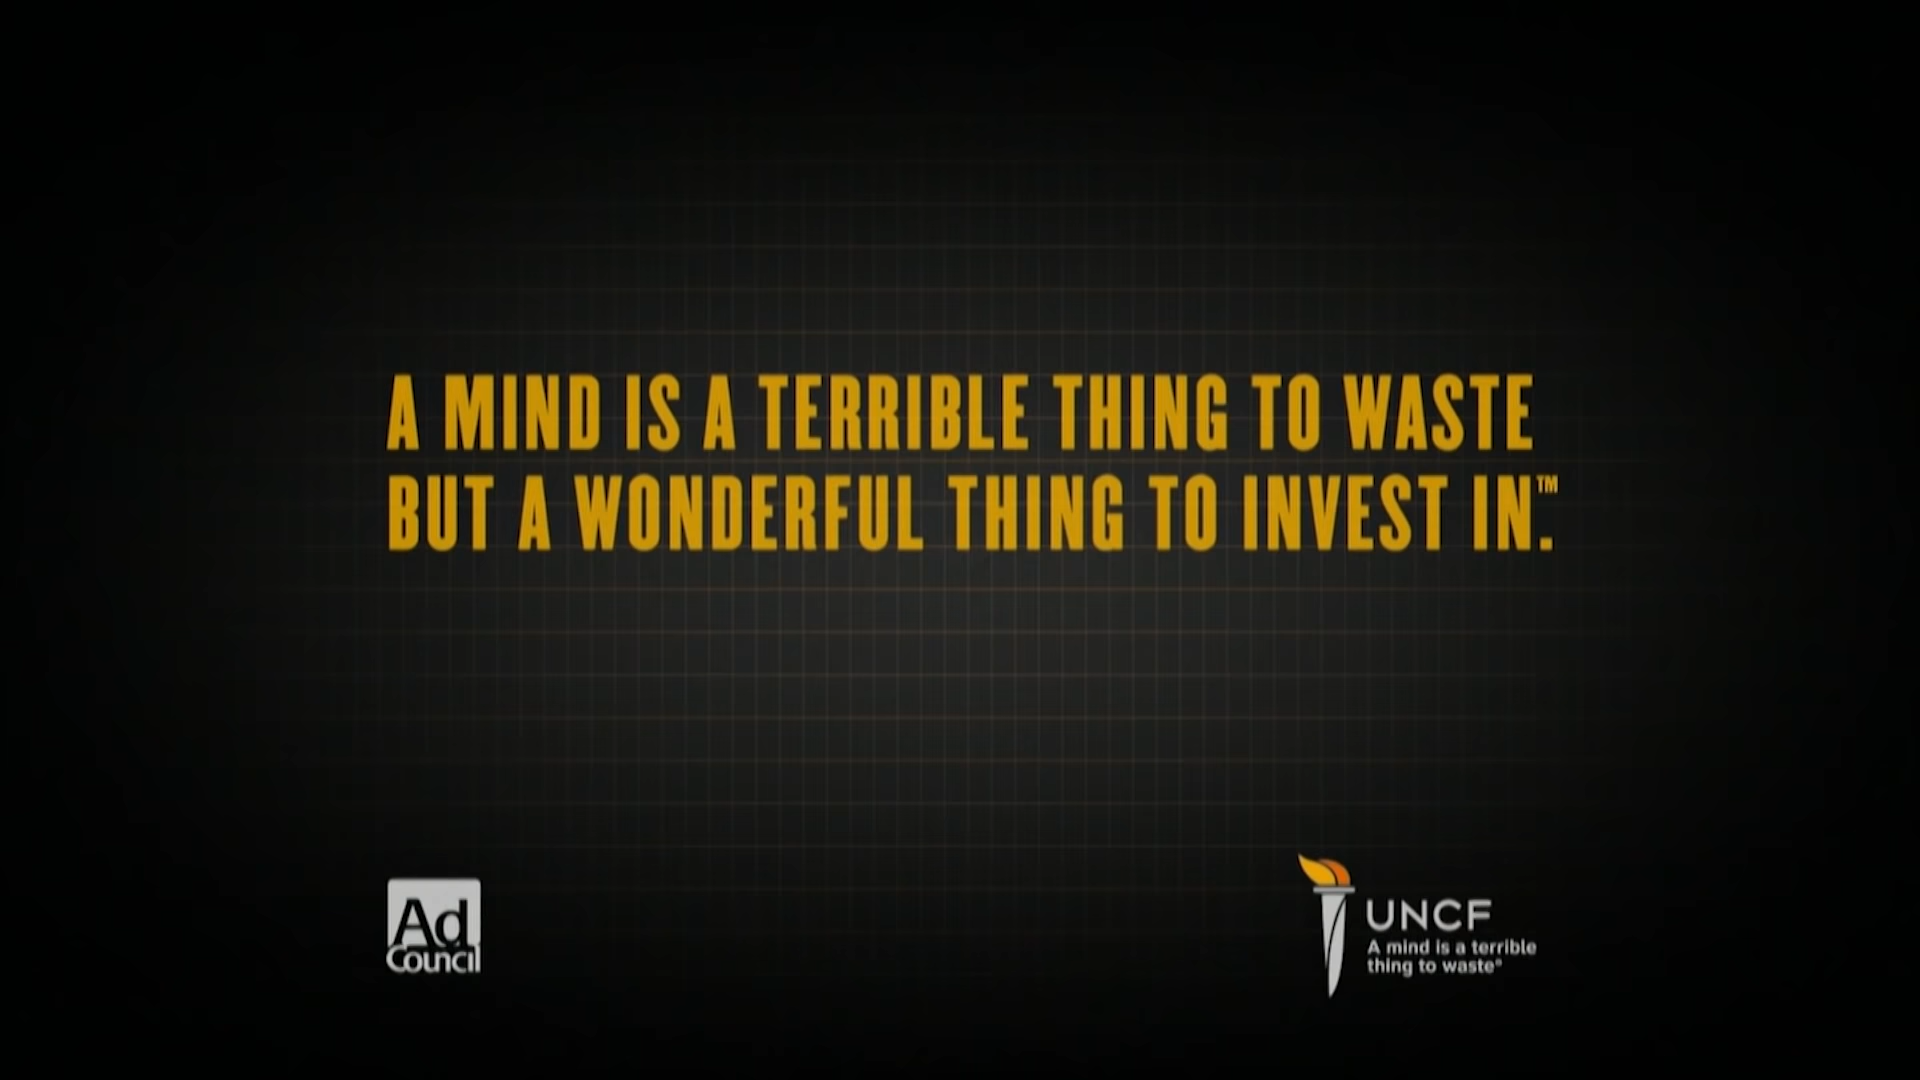 A MIND IS A TERRIBLE THING TO WASTE
BUT A WONDERFUL THING TO INVEST IN.™
Ad
Council
UNCF
A mind is a terrible
thing to waste®